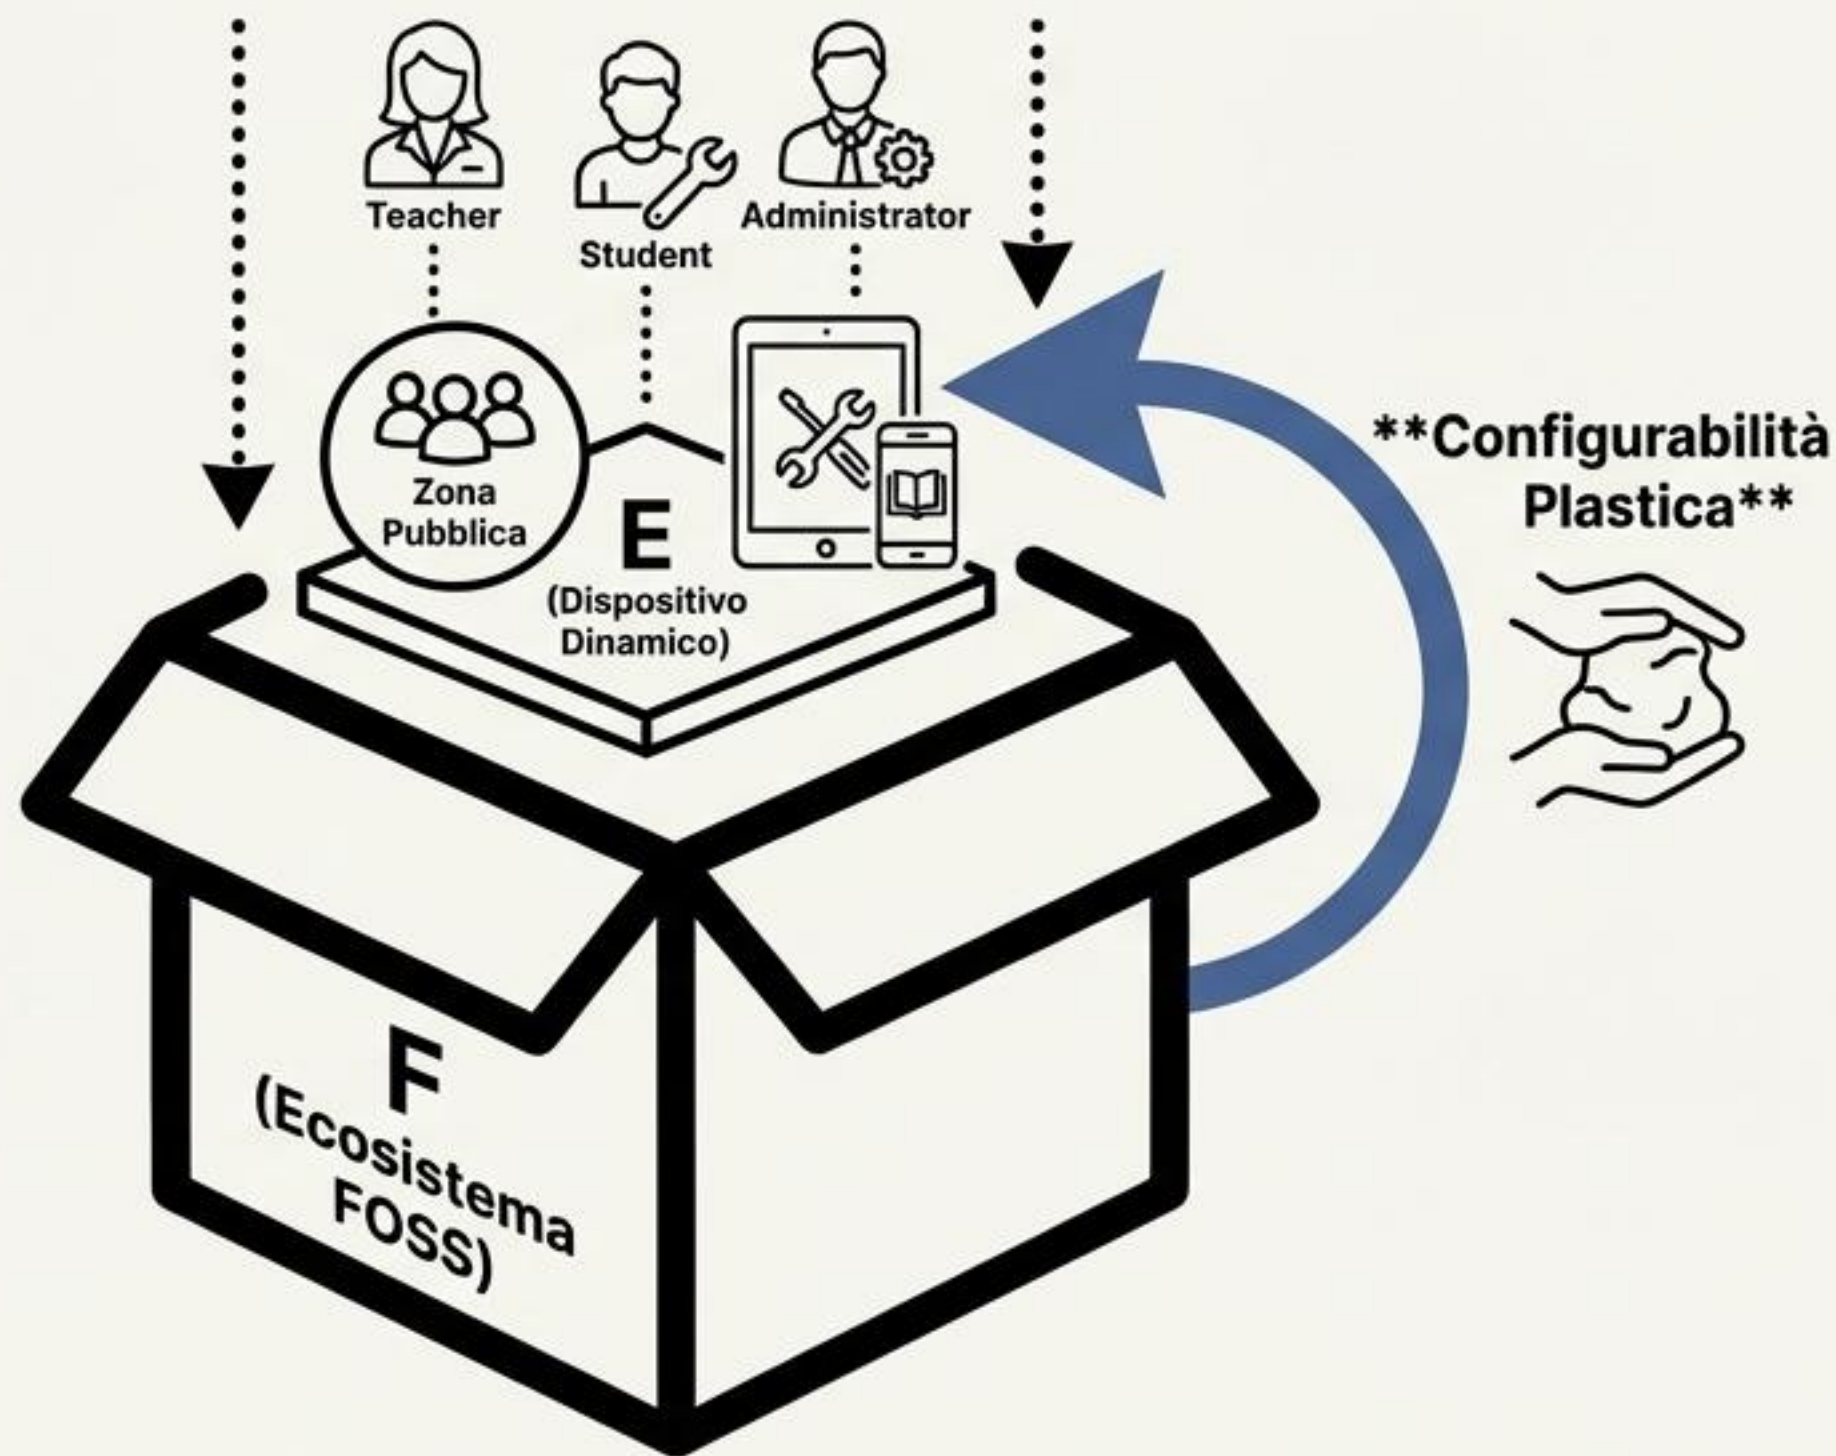 Teacher
Student
Administrator
Zona
Pubblica
E
(Dispositivo
Dinamico)
**Configurabilità
Plastica**
F
(Ecosistema
FOSS)